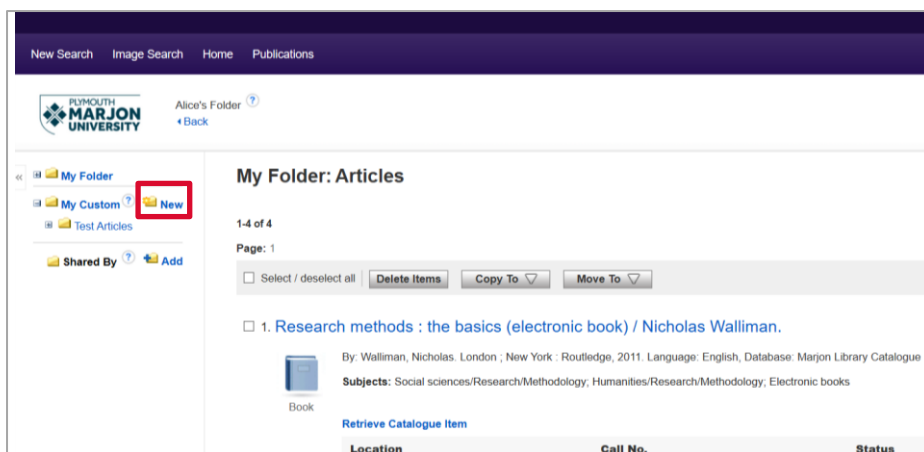 New Search Image Search Home Publications
PLYMOUTH
MARJON
UNIVERSITY
Alice's Folder ?
Back
«
My Folder
My Custom ? New
Test Articles
Shared By ? Add
My Folder: Articles
1-4 of 4
Page: 1
Select / deselect all Delete Items Copy To Move To
1. Research methods : the basics (electronic book) / Nicholas Walliman.
By: Walliman, Nicholas. London ; New York : Routledge, 2011. Language: English, Database: Marjon Library Catalogue
Subjects: Social sciences/Research/Methodology; Humanities/Research/Methodology; Electronic books
Book
Retrieve Catalogue Item
Location Call No. Status